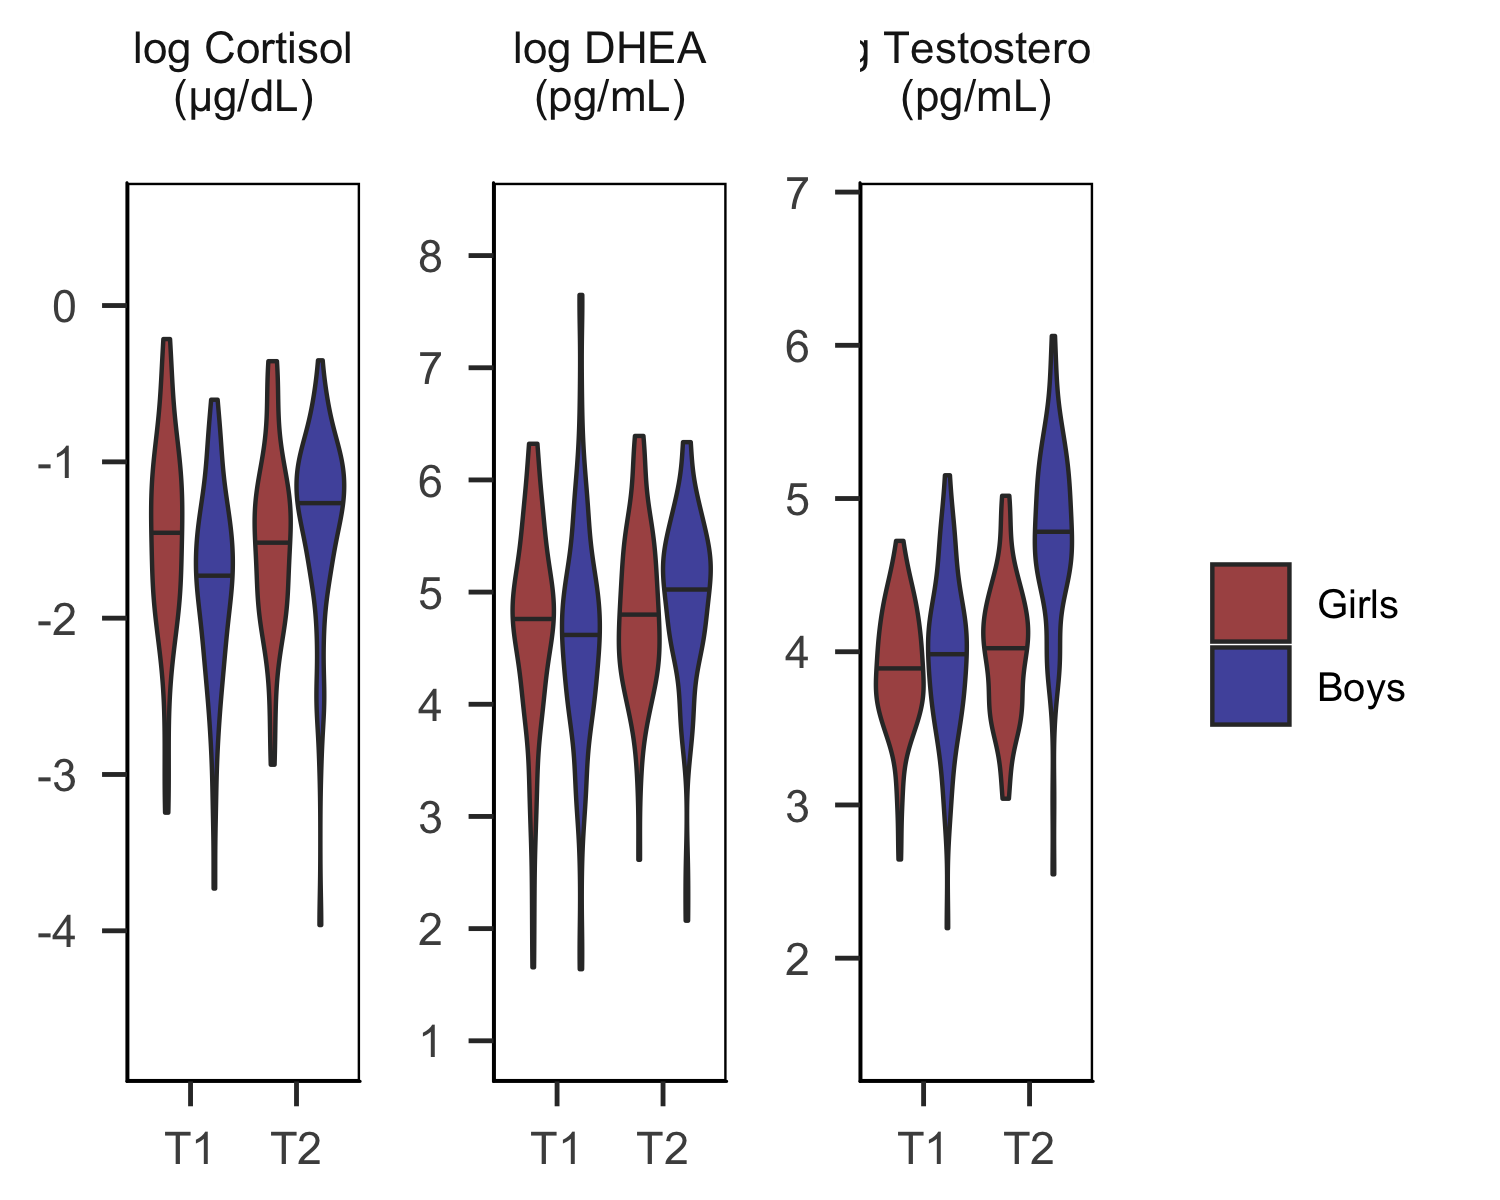 log Cortisol
(µg/dL)
log DHEA
(pg/mL)
g Testostero
(pg/mL)
0
-1
-2
-3
-4
8
7
6
5
4
3
2
1
7
6
5
4
3
2
T1 T2
T1 T2
T1 T2
Girls
Boys